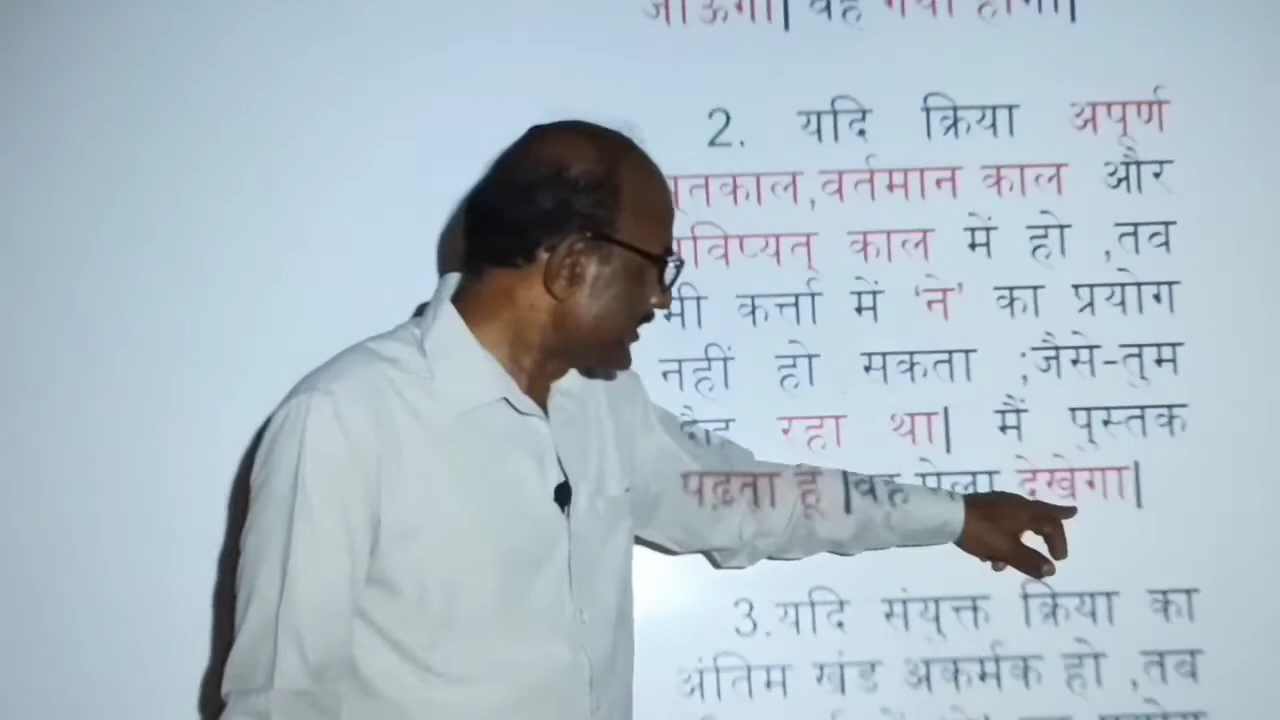 जाऊँगा| वह गया होगा|
2. यदि क्रिया अपूर्ण
भूतकाल,वर्तमान काल और
भविष्यत् काल में हो ,तब
भी कर्त्ता में ‘ने’ का प्रयोग
नहीं हो सकता ;जैसे-तुम
रहा था| मैं पुस्तक
पढ़ता हूँ |वह मेला देखेगा|
3.यदि संयुक्त क्रिया का
अंतिम खंड अकर्मक हो ,तब